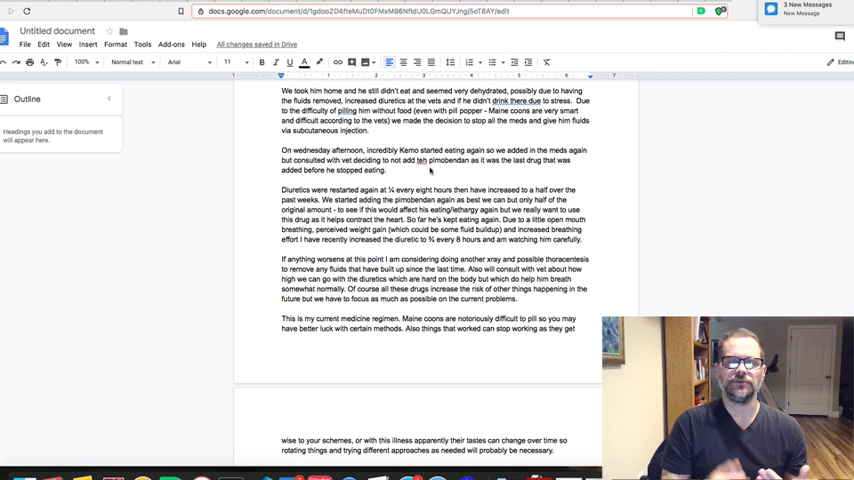 docs.google.com/document/d/1gdooZD4fteMuDt0FMxMB6NfldU0LGmQUYJngj5oTBAY/edit
3 New Messages
New Message
Untitled document
File Edit View Insert Format Tools Add-ons Help All changes saved in Drive
100% Normal text Arial 11 Editing
1 2 3 4 5 6 7
Outline
Headings you add to the document
will appear here.
We took him home and he still didn't eat and seemed very dehydrated, possibly due to having
the fluids removed, increased diuretics at the vets and if he didn't drink there due to stress. Due
to the difficulty of pilling him without food (even with pill popper - Maine coons are very smart
and difficult according to the vets) we made the decision to stop all the meds and give him fluids
via subcutaneous injection.
On wednesday afternoon, incredibly Kemo started eating again so we added in the meds again
but consulted with vet deciding to not add teh pimobendan as it was the last drug that was
added before he stopped eating.
Diuretics were restarted again at ¼ every eight hours then have increased to a half over the
past weeks. We started adding the pimobendan again as best we can but only half of the
original amount - to see if this would affect his eating/lethargy again but we really want to use
this drug as it helps contract the heart. So far he's kept eating again. Due to a little open mouth
breathing, perceived weight gain (which could be some fluid buildup) and increased breathing
effort I have recently increased the diuretic to ¾ every 8 hours and am watching him carefully.
If anything worsens at this point I am considering doing another xray and possible thoracentesis
to remove any fluids that have built up since the last time. Also will consult with vet about how
high we can go with the diuretics which are hard on the body but which do help him breath
somewhat normally. Of course all these drugs increase the risk of other things happening in the
future but we have to focus as much as possible on the current problems.
This is my current medicine regimen. Maine coons are notoriously difficult to pill so you may
have better luck with certain methods. Also things that worked can stop working as they get
wise to your schemes, or with this illness apparently their tastes can change over time so
rotating things and trying different approaches as needed will probably be necessary.